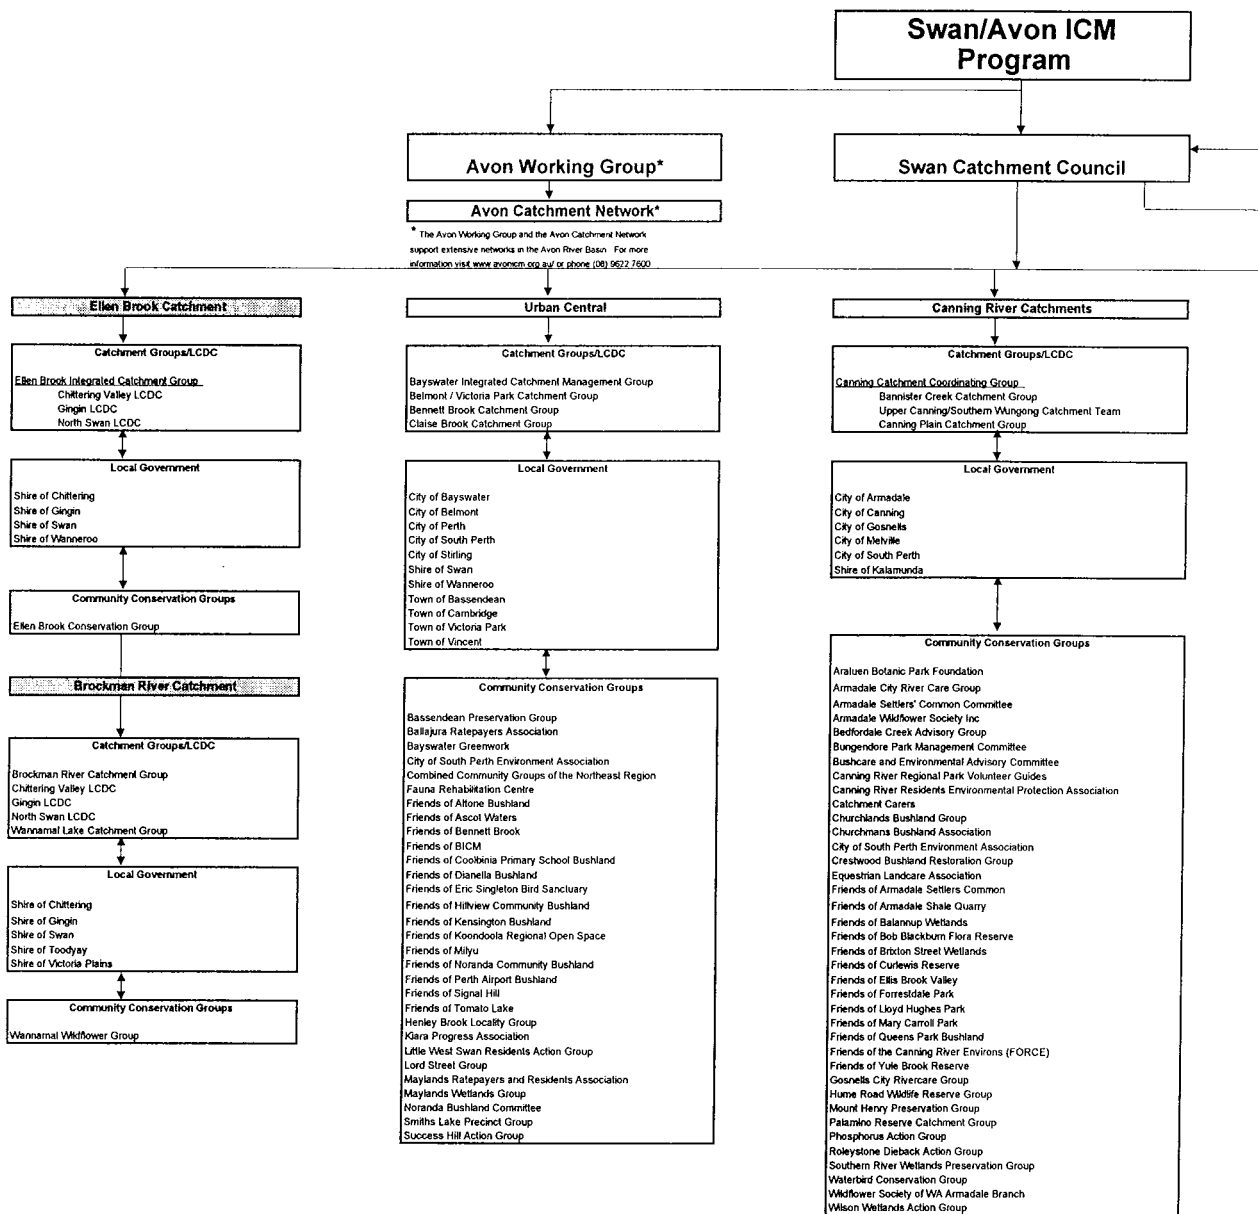 Swan/Avon ICM
Program
Avon Working Group*
Swan Catchment Council
Avon Catchment Network*
* The Avon Working Group and the Avon Catchment Network
support extensive networks in the Avon River Basin For more
information visit www avonicm org au/ or phone (08) 9622 7600
Ellen Brook Catchment
Catchment Groups/LCDC
Ellen Brook Integrated Catchment Group
Chittering Valley LCDC
Gingin LCDC
North Swan LCDC
Local Government
Shire of Chittering
Shire of Gingin
Shire of Swan
Shire of Wanneroo
Community Conservation Groups
Ellen Brook Conservation Group
Brockman River Catchment
Catchment Groups/LCDC
Brockman River Catchment Group
Chittering Valley LCDC
Gingin LCDC
North Swan LCDC
Wannamal Lake Catchment Group
Local Government
Shire of Chittering
Shire of Gingin
Shire of Swan
Shire of Toodyay
Shire of Victoria Plains
Community Conservation Groups
Wannamal Wildflower Group
Urban Central
Catchment Groups/LCDC
Bayswater Integrated Catchment Management Group
Belmont / Victoria Park Catchment Group
Bennett Brook Catchment Group
Claise Brook Catchment Group
Local Government
City of Bayswater
City of Belmont
City of Perth
City of South Perth
City of Stirling
Shire of Swan
Shire of Wanneroo
Town of Bassendean
Town of Cambridge
Town of Victoria Park
Town of Vincent
Community Conservation Groups
Bassendean Preservation Group
Ballajura Ratepayers Association
Bayswater Greenwork
City of South Perth Environment Association
Combined Community Groups of the Northeast Region
Fauna Rehabilitation Centre
Friends of Altone Bushland
Friends of Ascot Waters
Friends of Bennett Brook
Friends of BICM
Friends of Coolbinia Primary School Bushland
Friends of Dianella Bushland
Friends of Eric Singleton Bird Sanctuary
Friends of Hillview Community Bushland
Friends of Kensington Bushland
Friends of Koondoola Regional Open Space
Friends of Milyu
Friends of Noranda Community Bushland
Friends of Perth Airport Bushland
Friends of Signal Hill
Friends of Tomato Lake
Henley Brook Locality Group
Kiara Progress Association
Little West Swan Residents Action Group
Lord Street Group
Maylands Ratepayers and Residents Association
Maylands Wetlands Group
Noranda Bushland Committee
Smiths Lake Precinct Group
Success Hill Action Group
Canning River Catchments
Catchment Groups/LCDC
Canning Catchment Coordinating Group
Bannister Creek Catchment Group
Upper Canning/Southern Wungong Catchment Team
Canning Plain Catchment Group
Local Government
City of Armadale
City of Canning
City of Gosnells
City of Melville
City of South Perth
Shire of Kalamunda
Community Conservation Groups
Araluen Botanic Park Foundation
Armadale City River Care Group
Armadale Settlers' Common Committee
Armadale Wildflower Society Inc
Bedfordale Creek Advisory Group
Bungendore Park Management Committee
Bushcare and Environmental Advisory Committee
Canning River Regional Park Volunteer Guides
Canning River Residents Environmental Protection Association
Catchment Carers
Churchlands Bushland Group
Churchmans Bushland Association
City of South Perth Environment Association
Crestwood Bushland Restoration Group
Equestrian Landcare Association
Friends of Armadale Settlers Common
Friends of Armadale Shale Quarry
Friends of Balannup Wetlands
Friends of Bob Blackburn Flora Reserve
Friends of Brixton Street Wetlands
Friends of Curlewis Reserve
Friends of Ellis Brook Valley
Friends of Forrestdale Park
Friends of Lloyd Hughes Park
Friends of Mary Carroll Park
Friends of Queens Park Bushland
Friends of the Canning River Environs (FORCE)
Friends of Yule Brook Reserve
Gosnells City Rivercare Group
Hume Road Wildlife Reserve Group
Mount Henry Preservation Group
Palamino Reserve Catchment Group
Phosphorus Action Group
Roleystone Dieback Action Group
Southern River Wetlands Preservation Group
Waterbird Conservation Group
Wildflower Society of WA Armadale Branch
Wilson Wetlands Action Group